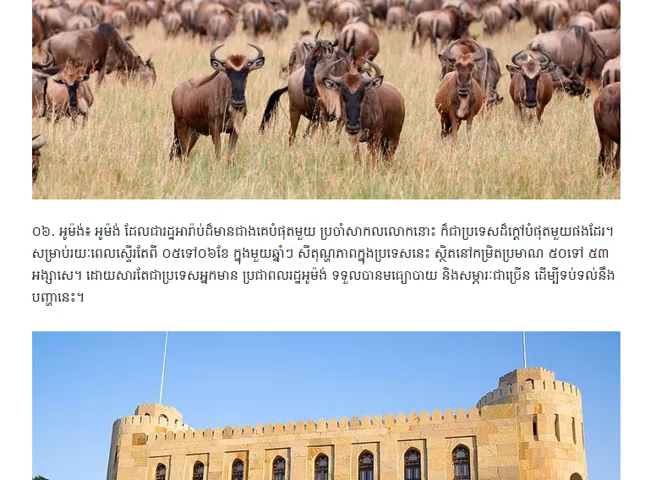 ០៦. អូម៉ង់៖ អូម៉ង់ ដែលជារដ្ឋអារ៉ាប់ដ៏មានជាងគេបំផុតមួយ ប្រចាំសាកលលោកនោះ ក៏ជាប្រទេសដ៏ក្ដៅបំផុតមួយផងដែរ។
សម្រាប់រយៈពេលស្ទើរតែពី ០៥ទៅ០៦ខែ ក្នុងមួយឆ្នាំៗ សីតុណ្ហភាពក្នុងប្រទេសនេះ ស្ថិតនៅកម្រិតប្រមាណ ៥០ទៅ ៥៣
អង្សាសេ។ ដោយសារតែជាប្រទេសអ្នកមាន ប្រជាពលរដ្ឋអូម៉ង់ ទទួលបានមធ្យោបាយ និងសម្ភារៈជាច្រើន ដើម្បីទប់ទល់នឹង
បញ្ហានេះ។